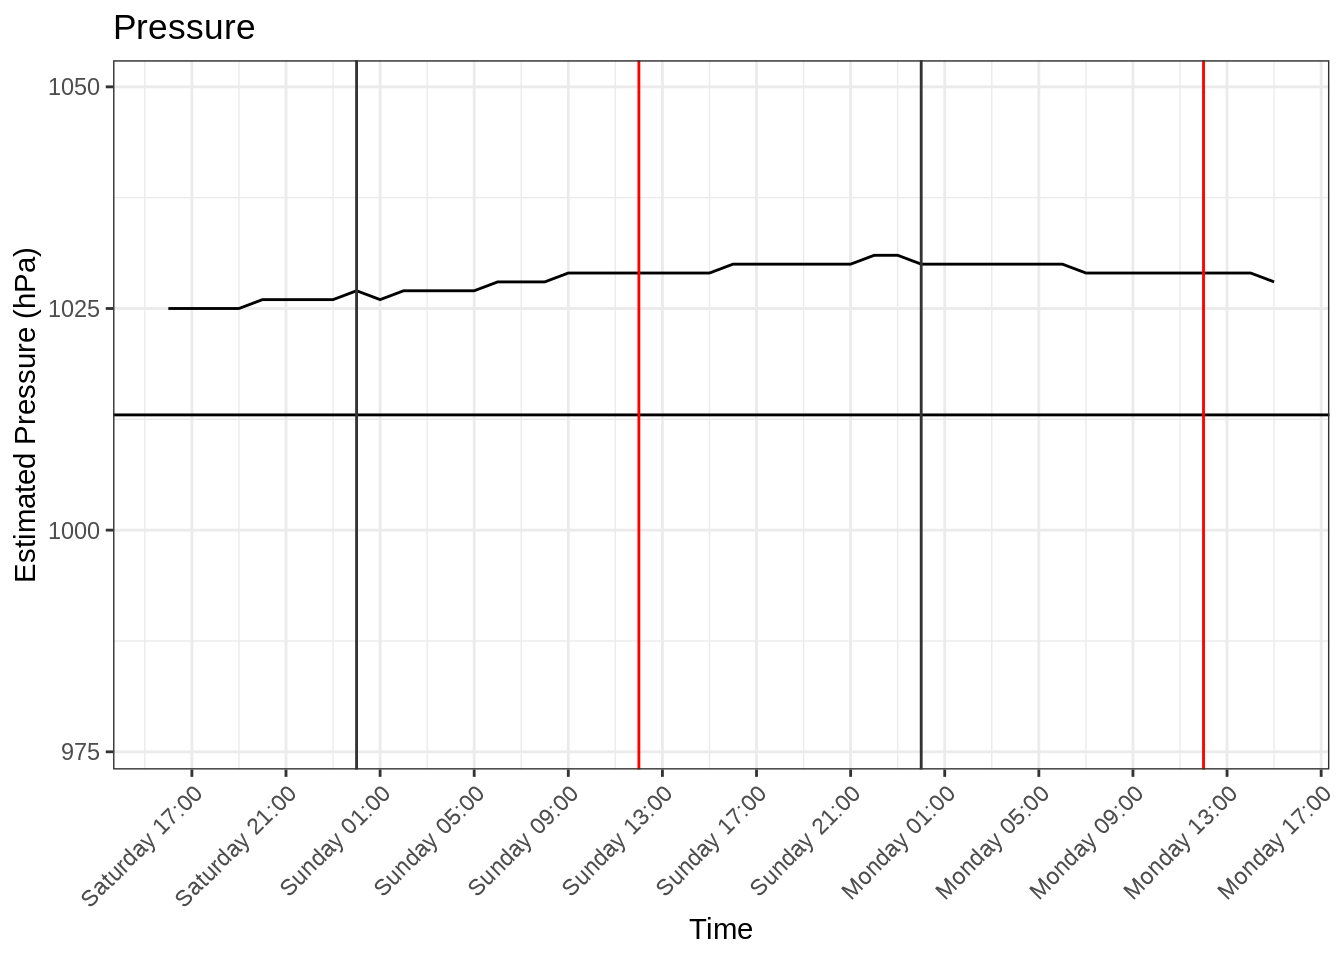 Pressure
Estimated Pressure (hPa)
1050
1025
1000
975
Saturday 17:00
Saturday 21:00
Sunday 01:00
Sunday 05:00
Sunday 09:00
Sunday 13:00
Sunday 17:00
Sunday 21:00
Monday 01:00
Monday 05:00
Monday 09:00
Monday 13:00
Monday 17:00
Time